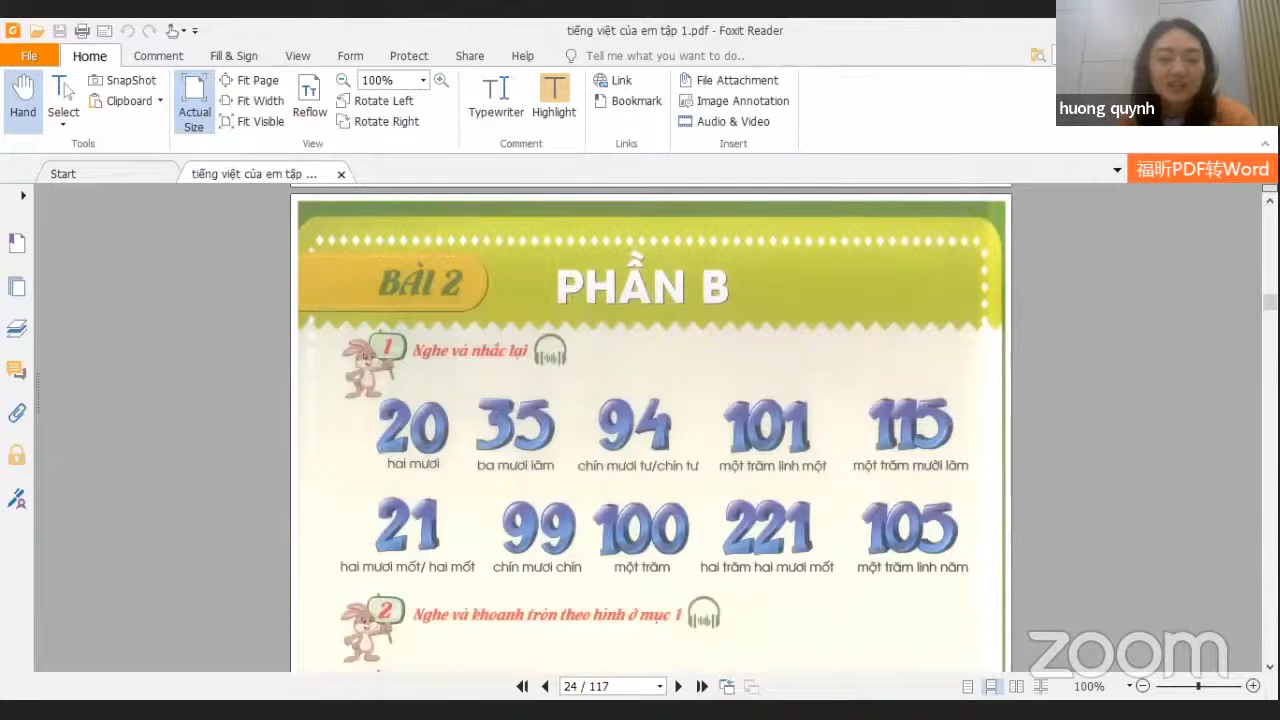 tiếng việt của em tập 1.pdf - Foxit Reader
File Home Comment Fill & Sign View Form Protect Share Help Tell me what you want to do..
Hand Select SnapShot Clipboard Actual Size Fit Page Fit Width Fit Visible Reflow 100% Rotate Left Rotate Right Typewriter Highlight Link Bookmark File Attachment Image Annotation Audio & Video
Tools View Comment Links Insert
huong quynh
Start tiếng việt của em tập ... 福昕PDF转Word
BÀI 2 PHẦN B
1 Nghe và nhắc lại
20 35 94 101 115
hai mươi ba mươi lăm chín mươi tư/chín tư một trăm linh một một trăm mười lăm
21 99 100 221 105
hai mươi mốt/ hai mốt chín mươi chín một trăm hai trăm hai mươi mốt một trăm linh năm
2 Nghe và khoanh tròn theo hình ở mục 1
zoom
24 / 117 100%